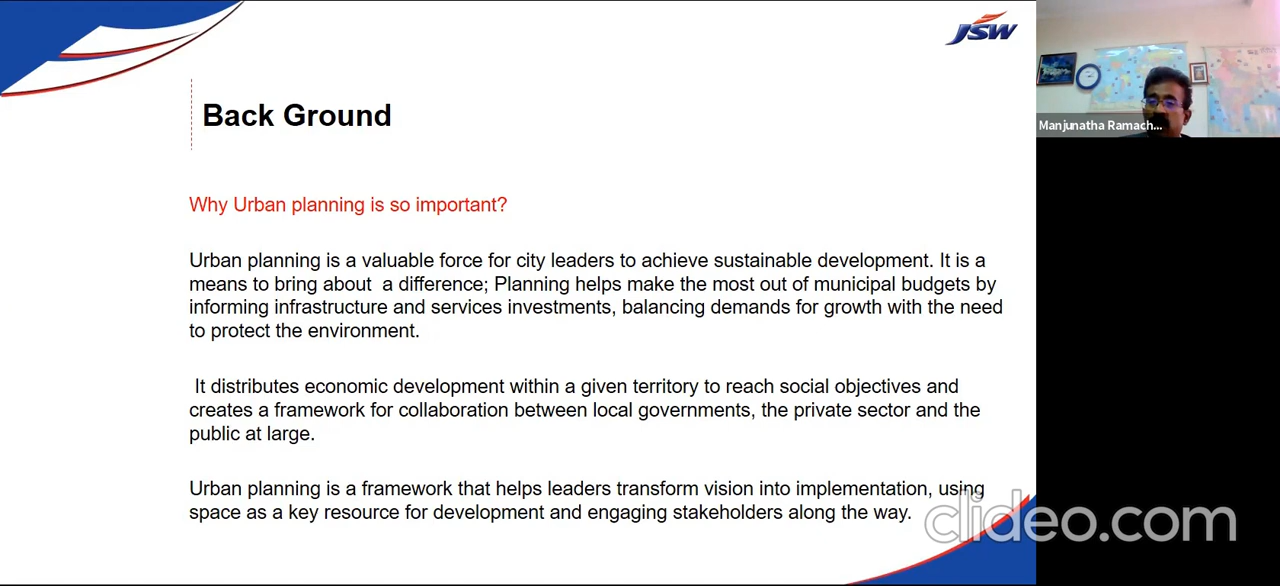 JSW
Back Ground
Manjunatha Ramach...
Why Urban planning is so important?
Urban planning is a valuable force for city leaders to achieve sustainable development. It is a
means to bring about  a difference; Planning helps make the most out of municipal budgets by
informing infrastructure and services investments, balancing demands for growth with the need
to protect the environment.
It distributes economic development within a given territory to reach social objectives and
creates a framework for collaboration between local governments, the private sector and the
public at large.
Urban planning is a framework that helps leaders transform vision into implementation, using
space as a key resource for development and engaging stakeholders along the way.
clideo.com